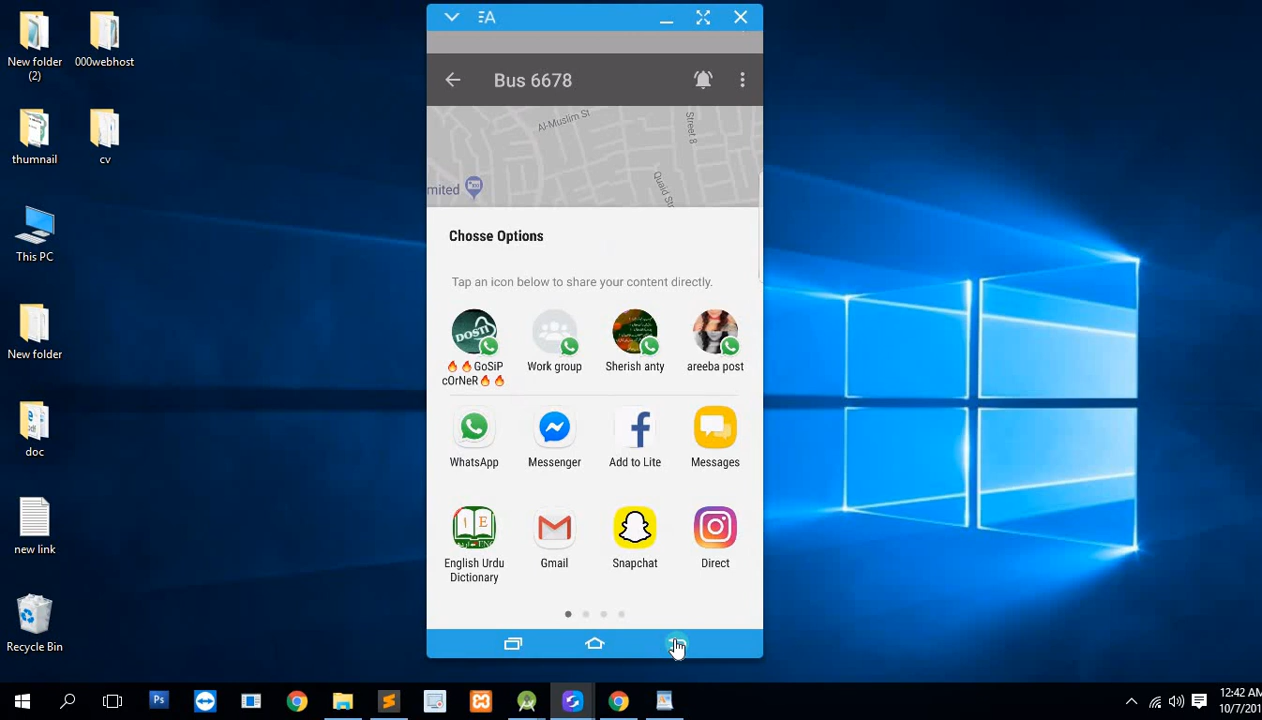 New folder
(2)
000webhost
thumnail
cv
This PC
New folder
doc
new link
Recycle Bin
A
Bus 6678
Al-Muslim St
Street 8
mited
Quaid Str
Chosse Options
Tap an icon below to share your content directly.
DOSTI
🔥🔥GoSiP
cOrNeR🔥🔥
Work group
Sherish anty
areeba post
WhatsApp
Messenger
Add to Lite
Messages
E
English Urdu
Dictionary
Gmail
Snapchat
Direct
Ps
12:42 AM
10/7/201